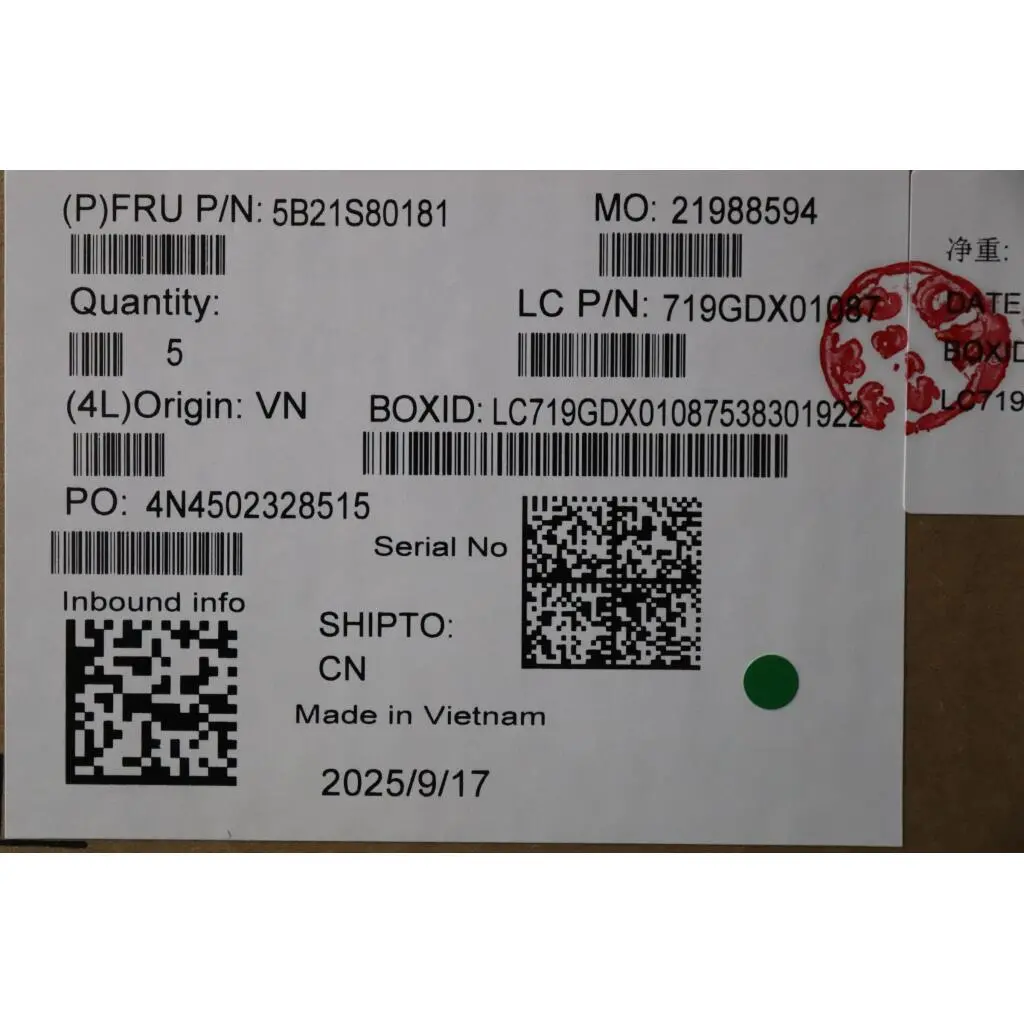 (P)FRU P/N: 5B21S80181
MO: 21988594
Quantity:
5
LC P/N: 719GDX01087
(4L)Origin: VN
BOXID: LC719GDX01087538301922
PO: 4N4502328515
Serial No
Inbound info
SHIPTO:
CN
Made in Vietnam
2025/9/17
净重:
DATE
BOXID
LC719